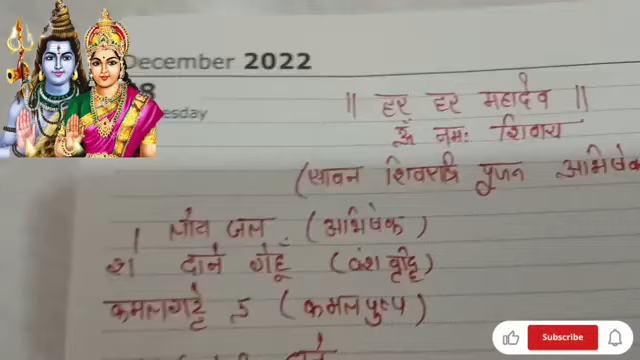 December 2022
8
esday
|| हर हर महादेव ||
ॐ नमः शिवाय
(सावन शिवरात्रि पूजन अभिषेक
1 लोटा जल (अभिषेक)
दाने गेहूँ (वंश वृद्धि)
कमलगट्टे 5 (कमलपुष्प)
Subscribe